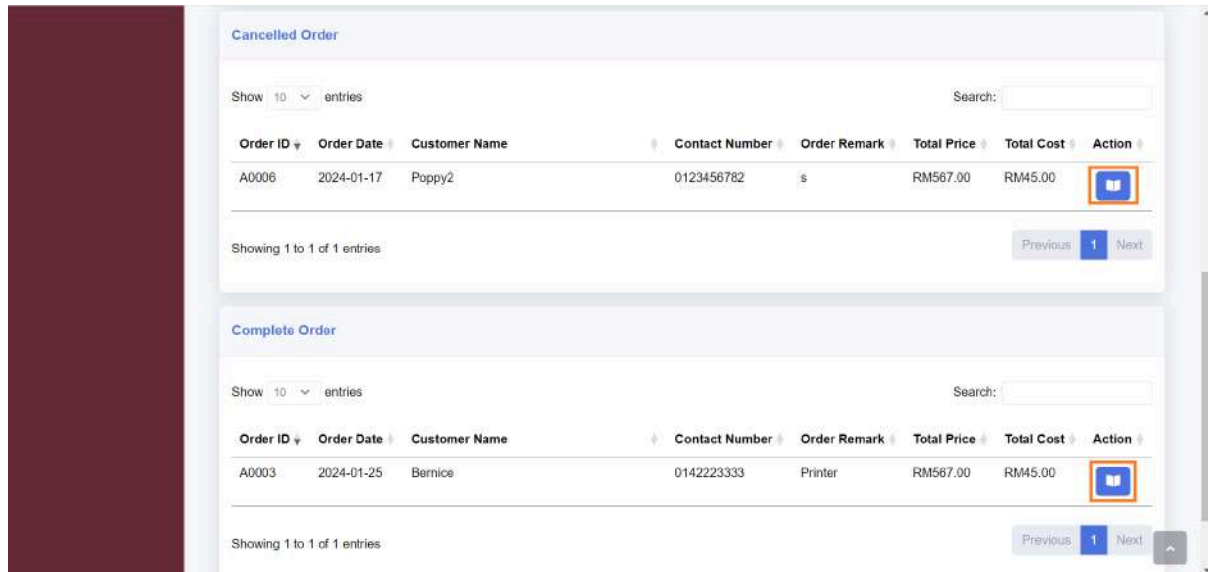 Cancelled Order
Show 10 entries Search:
Order ID Order Date Customer Name Contact Number Order Remark Total Price Total Cost Action
A0006 2024-01-17 Poppy2 0123456782 s RM567.00 RM45.00
Showing 1 to 1 of 1 entries Previous 1 Next
Complete Order
Show 10 entries Search:
Order ID Order Date Customer Name Contact Number Order Remark Total Price Total Cost Action
A0003 2024-01-25 Bernice 0142223333 Printer RM567.00 RM45.00
Showing 1 to 1 of 1 entries Previous 1 Next